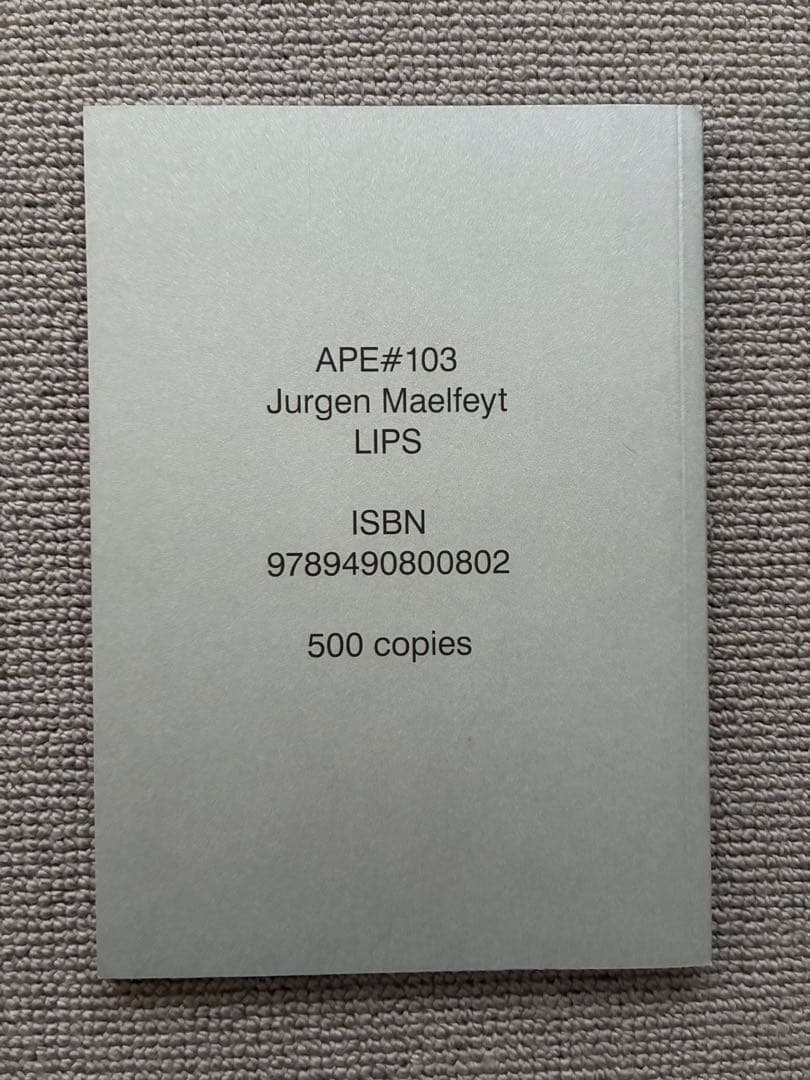 APE#103
Jurgen Maelfeyt
LIPS
ISBN
9789490800802
500 copies